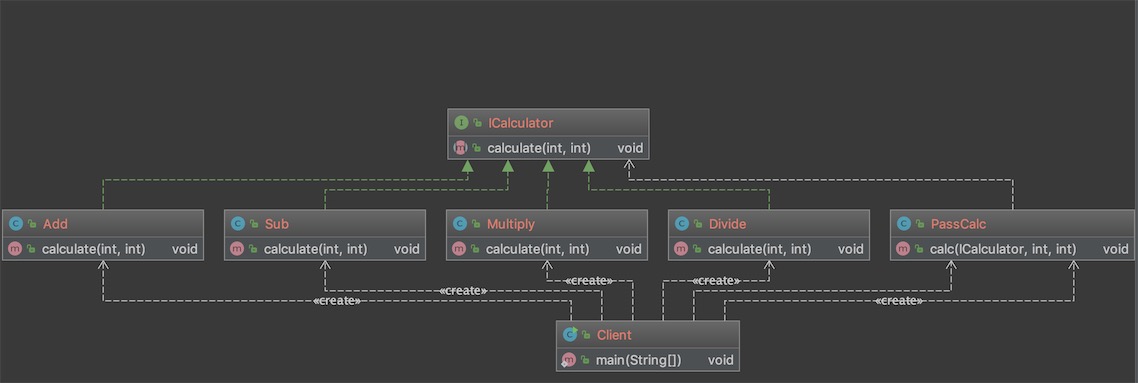 I ICalculator
m calculate(int, int) void
C Add
m calculate(int, int) void
C Sub
m calculate(int, int) void
C Multiply
m calculate(int, int) void
C Divide
m calculate(int, int) void
C PassCalc
m calc(ICalculator, int, int) void
«create»
«create»
«create»
«create»
«create»
C Client
m main(String[]) void